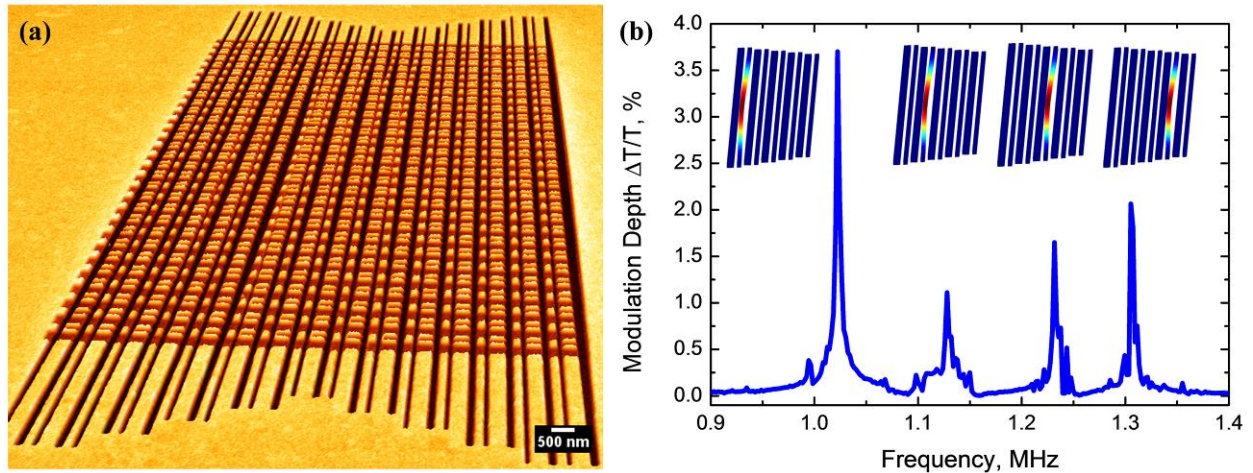 (a)
500 nm
(b)
Modulation Depth ΔT/T, %
4.0
3.5
3.0
2.5
2.0
1.5
1.0
0.5
0.0
0.9 1.0 1.1 1.2 1.3 1.4
Frequency, MHz